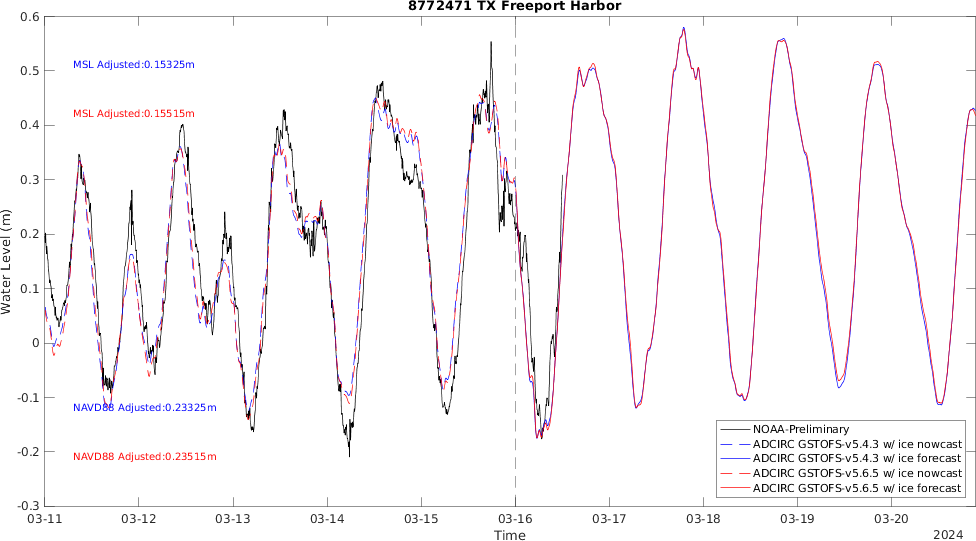 8772471 TX Freeport Harbor
0.6
0.5
0.4
0.3
0.2
0.1
0
-0.1
-0.2
-0.3
Water Level (m)
MSL Adjusted:0.15325m
MSL Adjusted:0.15515m
NAVD88 Adjusted:0.23325m
NAVD88 Adjusted:0.23515m
NOAA-Preliminary
ADCIRC GSTOFS-v5.4.3 w/ ice nowcast
ADCIRC GSTOFS-v5.4.3 w/ ice forecast
ADCIRC GSTOFS-v5.6.5 w/ ice nowcast
ADCIRC GSTOFS-v5.6.5 w/ ice forecast
03-11 03-12 03-13 03-14 03-15 03-16 03-17 03-18 03-19 03-20
Time
2024